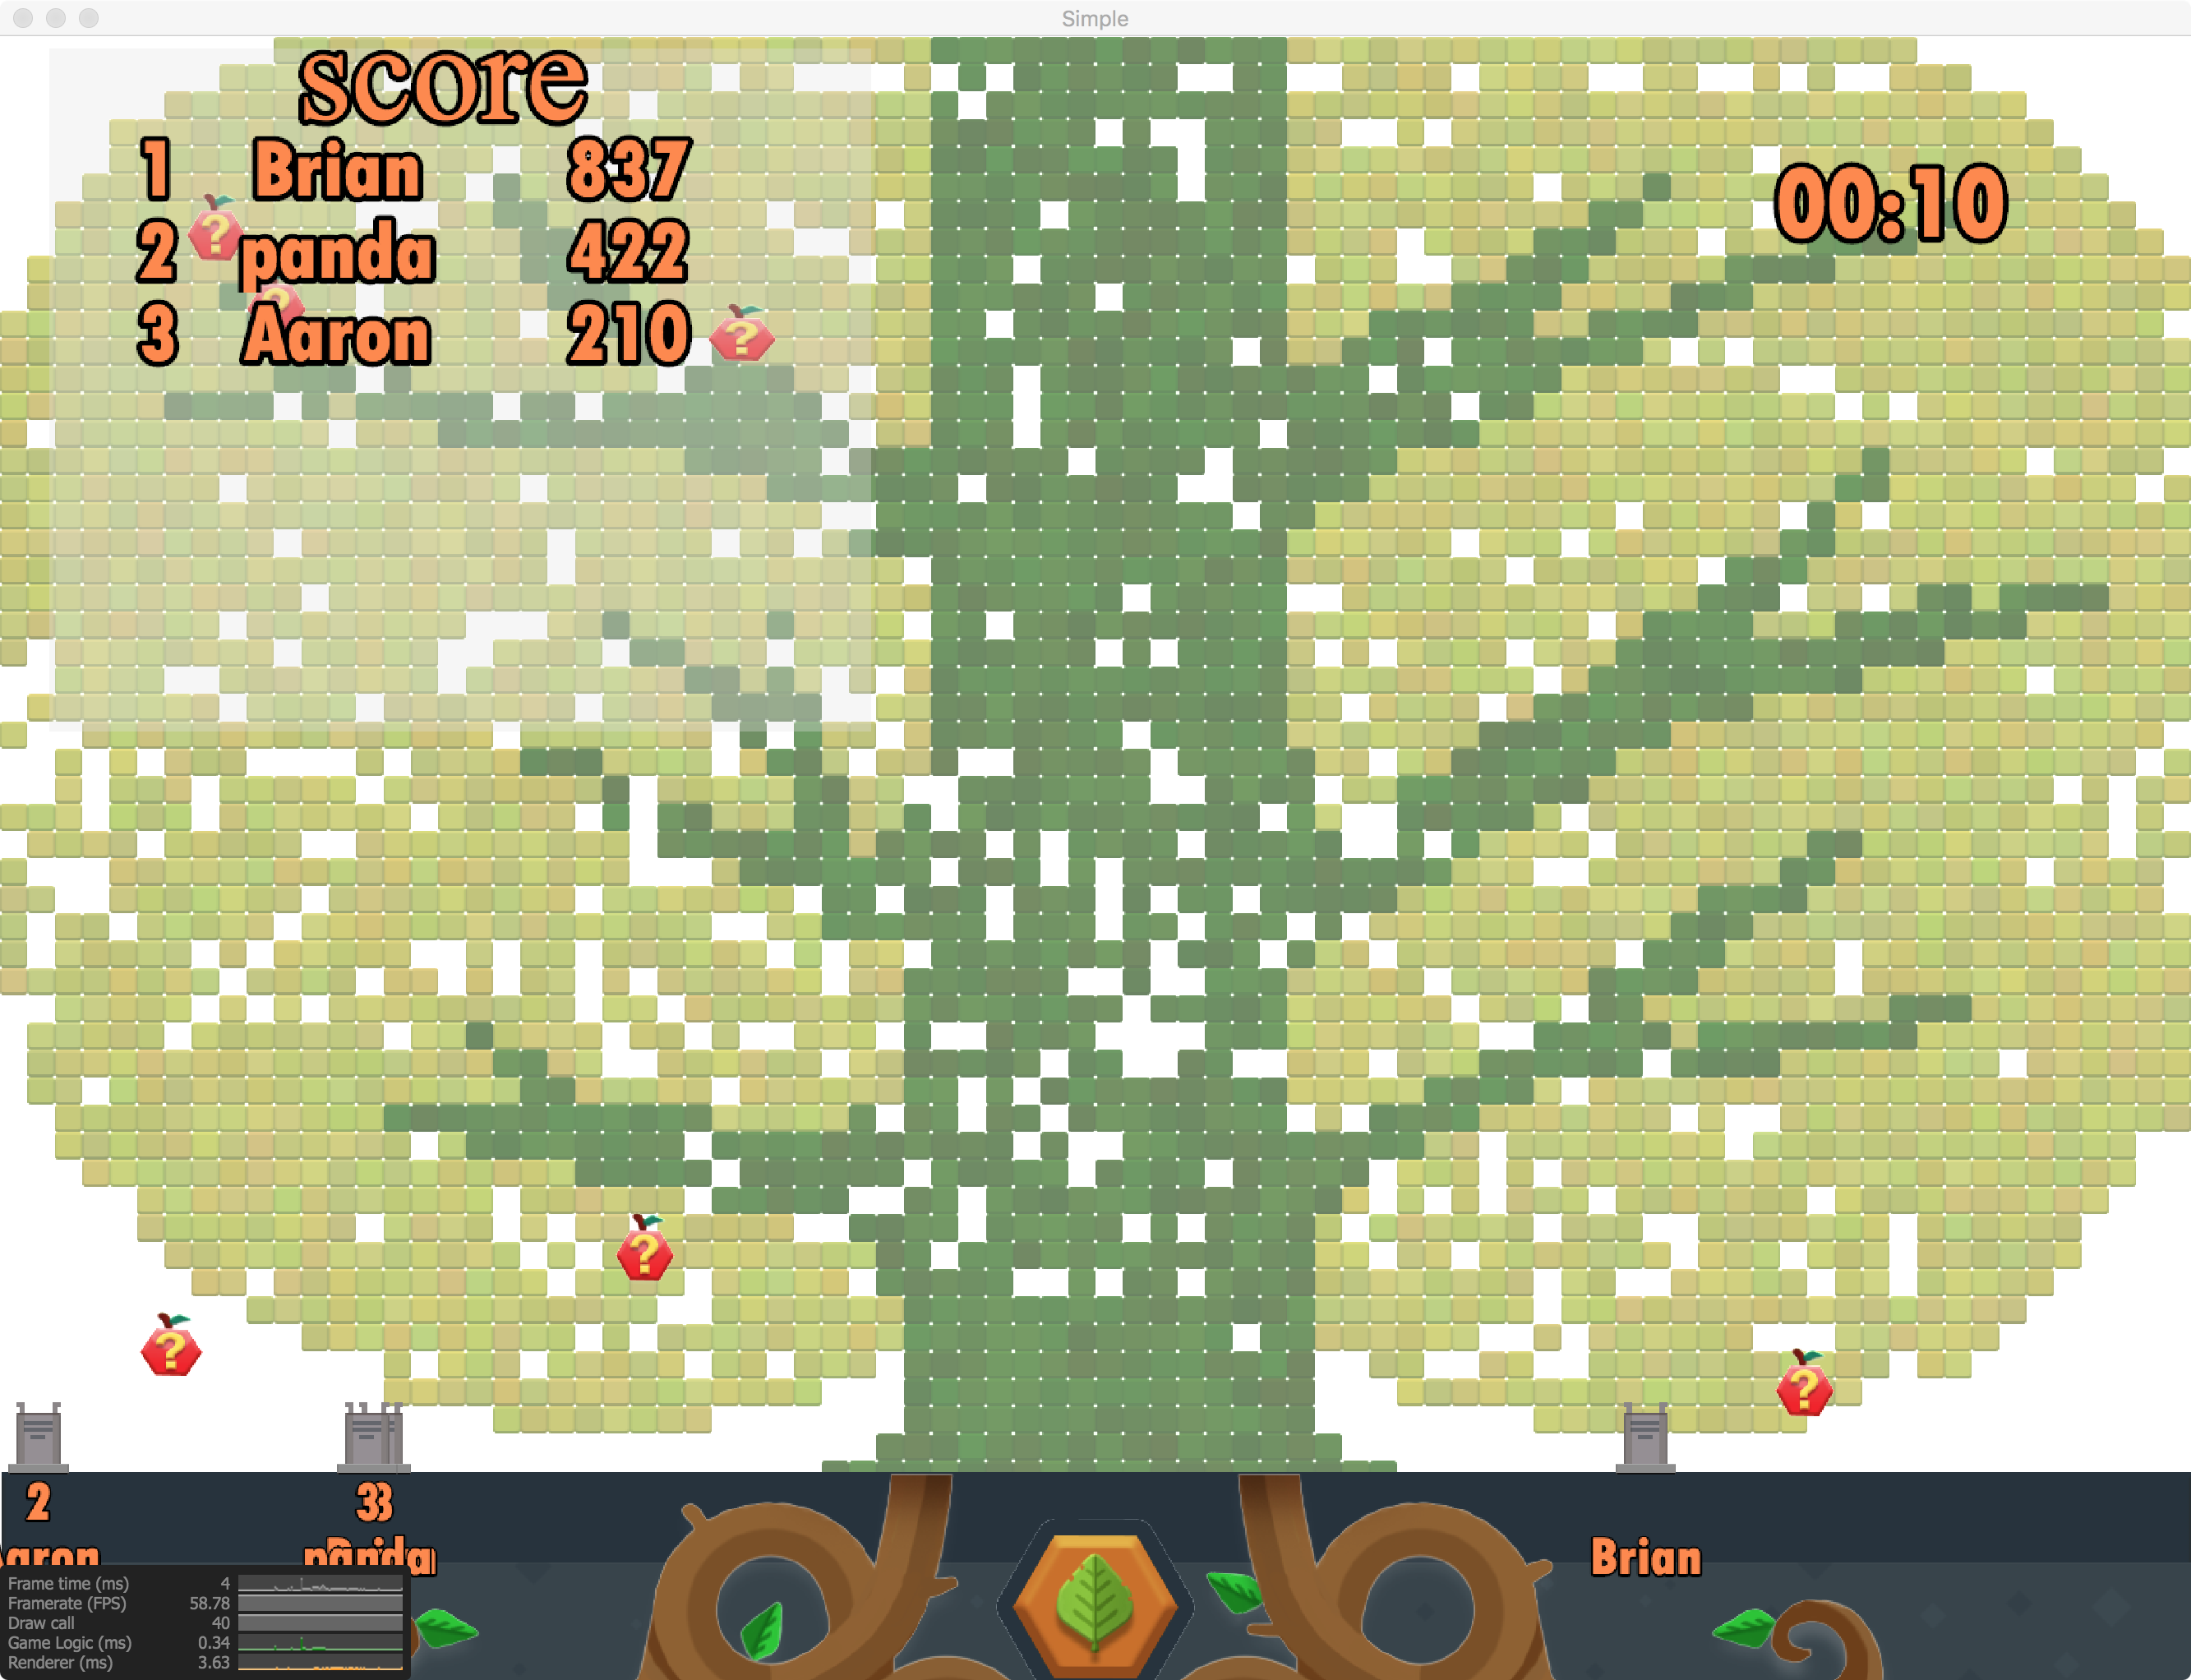 Simple
score
1 Brian 837
2 panda 422
3 Aaron 210
00:10
?
?
?
?
?
?
2
Brian
Frame time (ms) 4
Framerate (FPS) 58.78
Draw call 40
Game Logic (ms) 0.34
Renderer (ms) 3.63